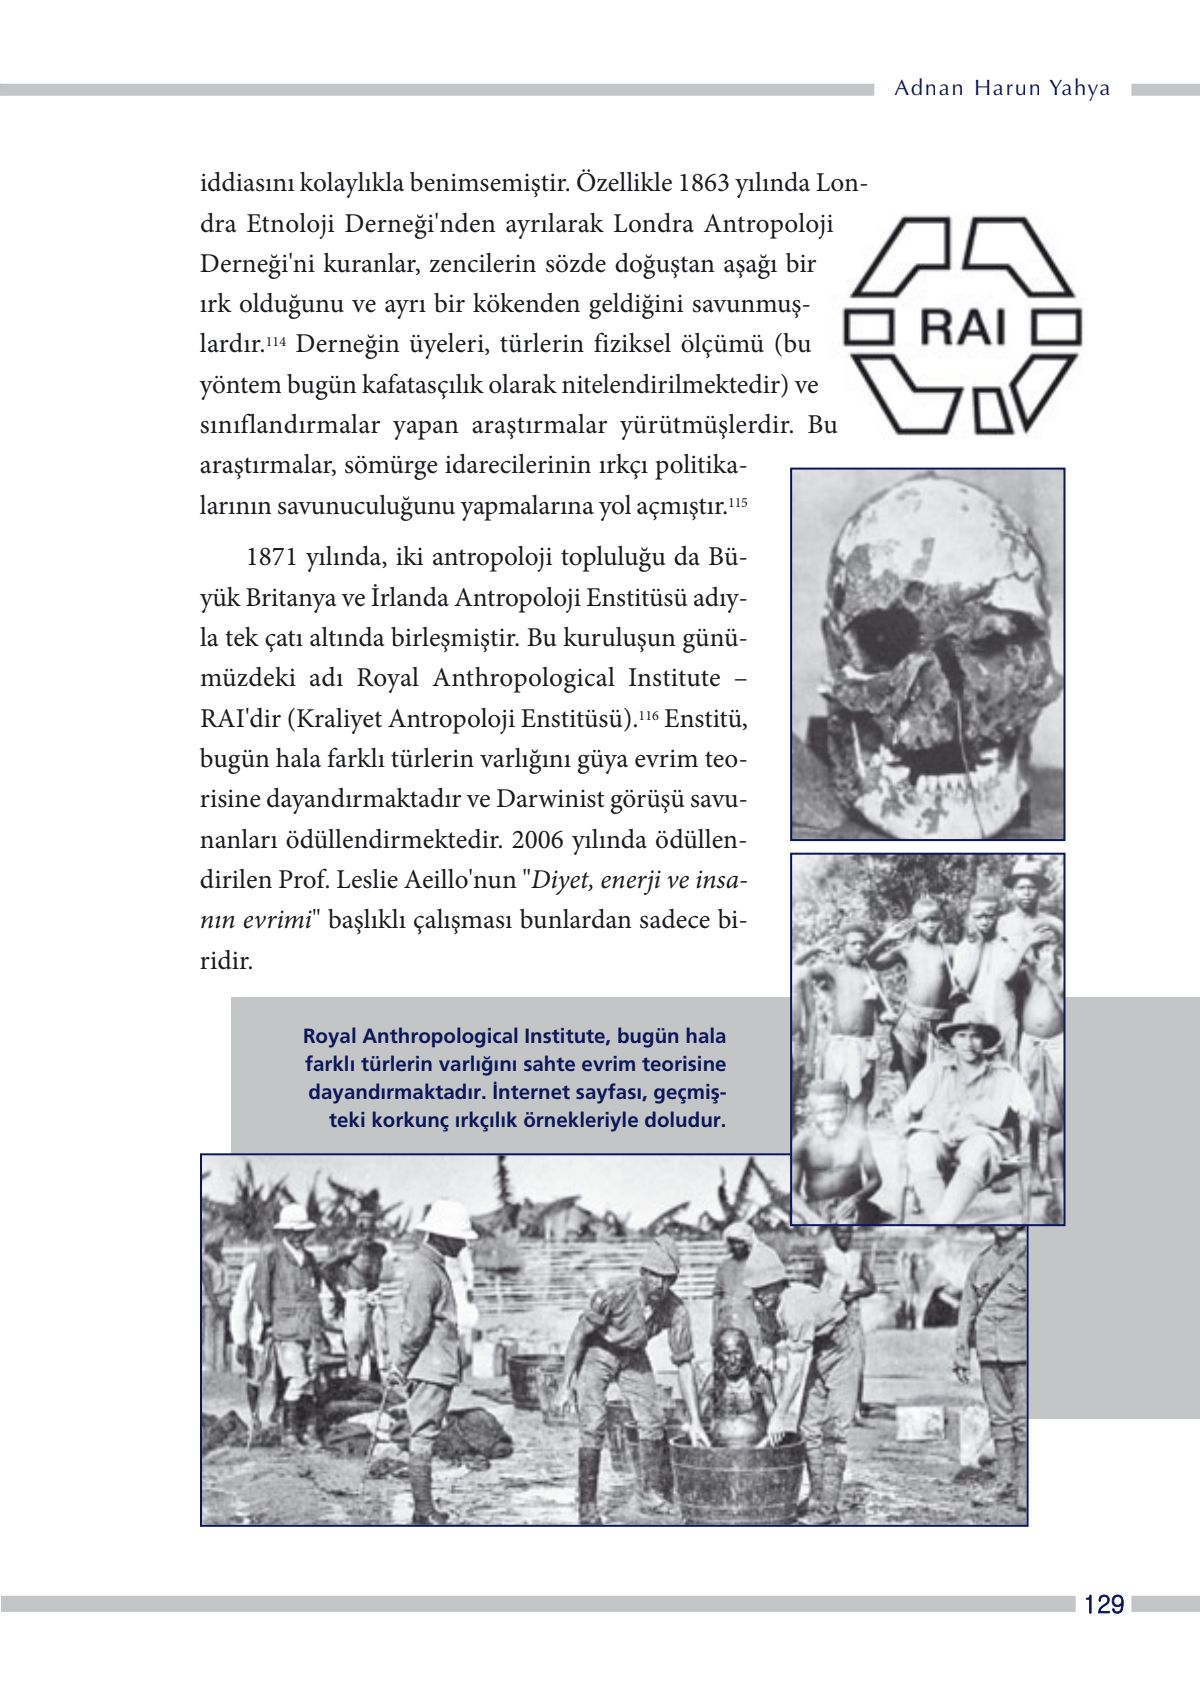 Adnan Harun Yahya
iddiasını kolaylıkla benimsemiştir. Özellikle 1863 yılında Lon-
dra Etnoloji Derneği'nden ayrılarak Londra Antropoloji
Derneği'ni kuranlar, zencilerin sözde doğuştan aşağı bir
ırk olduğunu ve ayrı bir kökenden geldiğini savunmuş-
lardır.114 Derneğin üyeleri, türlerin fiziksel ölçümü (bu
yöntem bugün kafatasçılık olarak nitelendirilmektedir) ve
sınıflandırmalar yapan araştırmalar yürütmüşlerdir. Bu
araştırmalar, sömürge idarecilerinin ırkçı politika-
larının savunuculuğunu yapmalarına yol açmıştır.115
1871 yılında, iki antropoloji topluluğu da Bü-
yük Britanya ve İrlanda Antropoloji Enstitüsü adıy-
la tek çatı altında birleşmiştir. Bu kuruluşun günü-
müzdeki adı Royal Anthropological Institute –
RAI'dir (Kraliyet Antropoloji Enstitüsü).116 Enstitü,
bugün hala farklı türlerin varlığını güya evrim teo-
risine dayandırmaktadır ve Darwinist görüşü savu-
nanları ödüllendirmektedir. 2006 yılında ödüllen-
dirilen Prof. Leslie Aeillo'nun "Diyet, enerji ve insa-
nın evrimi" başlıklı çalışması bunlardan sadece bi-
ridir.
RAI
Royal Anthropological Institute, bugün hala
farklı türlerin varlığını sahte evrim teorisine
dayandırmaktadır. İnternet sayfası, geçmiş-
teki korkunç ırkçılık örnekleriyle doludur.
129